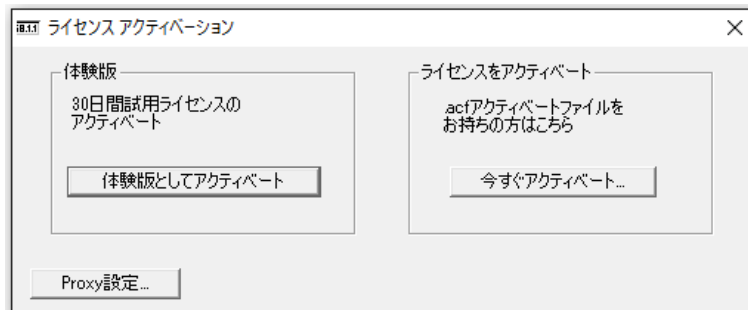 ライセンス アクティベーション
体験版
30日間試用ライセンスの
アクティベート
体験版としてアクティベート
ライセンスをアクティベート
.acfアクティベートファイルを
お持ちの方はこちら
今すぐアクティベート...
Proxy設定...